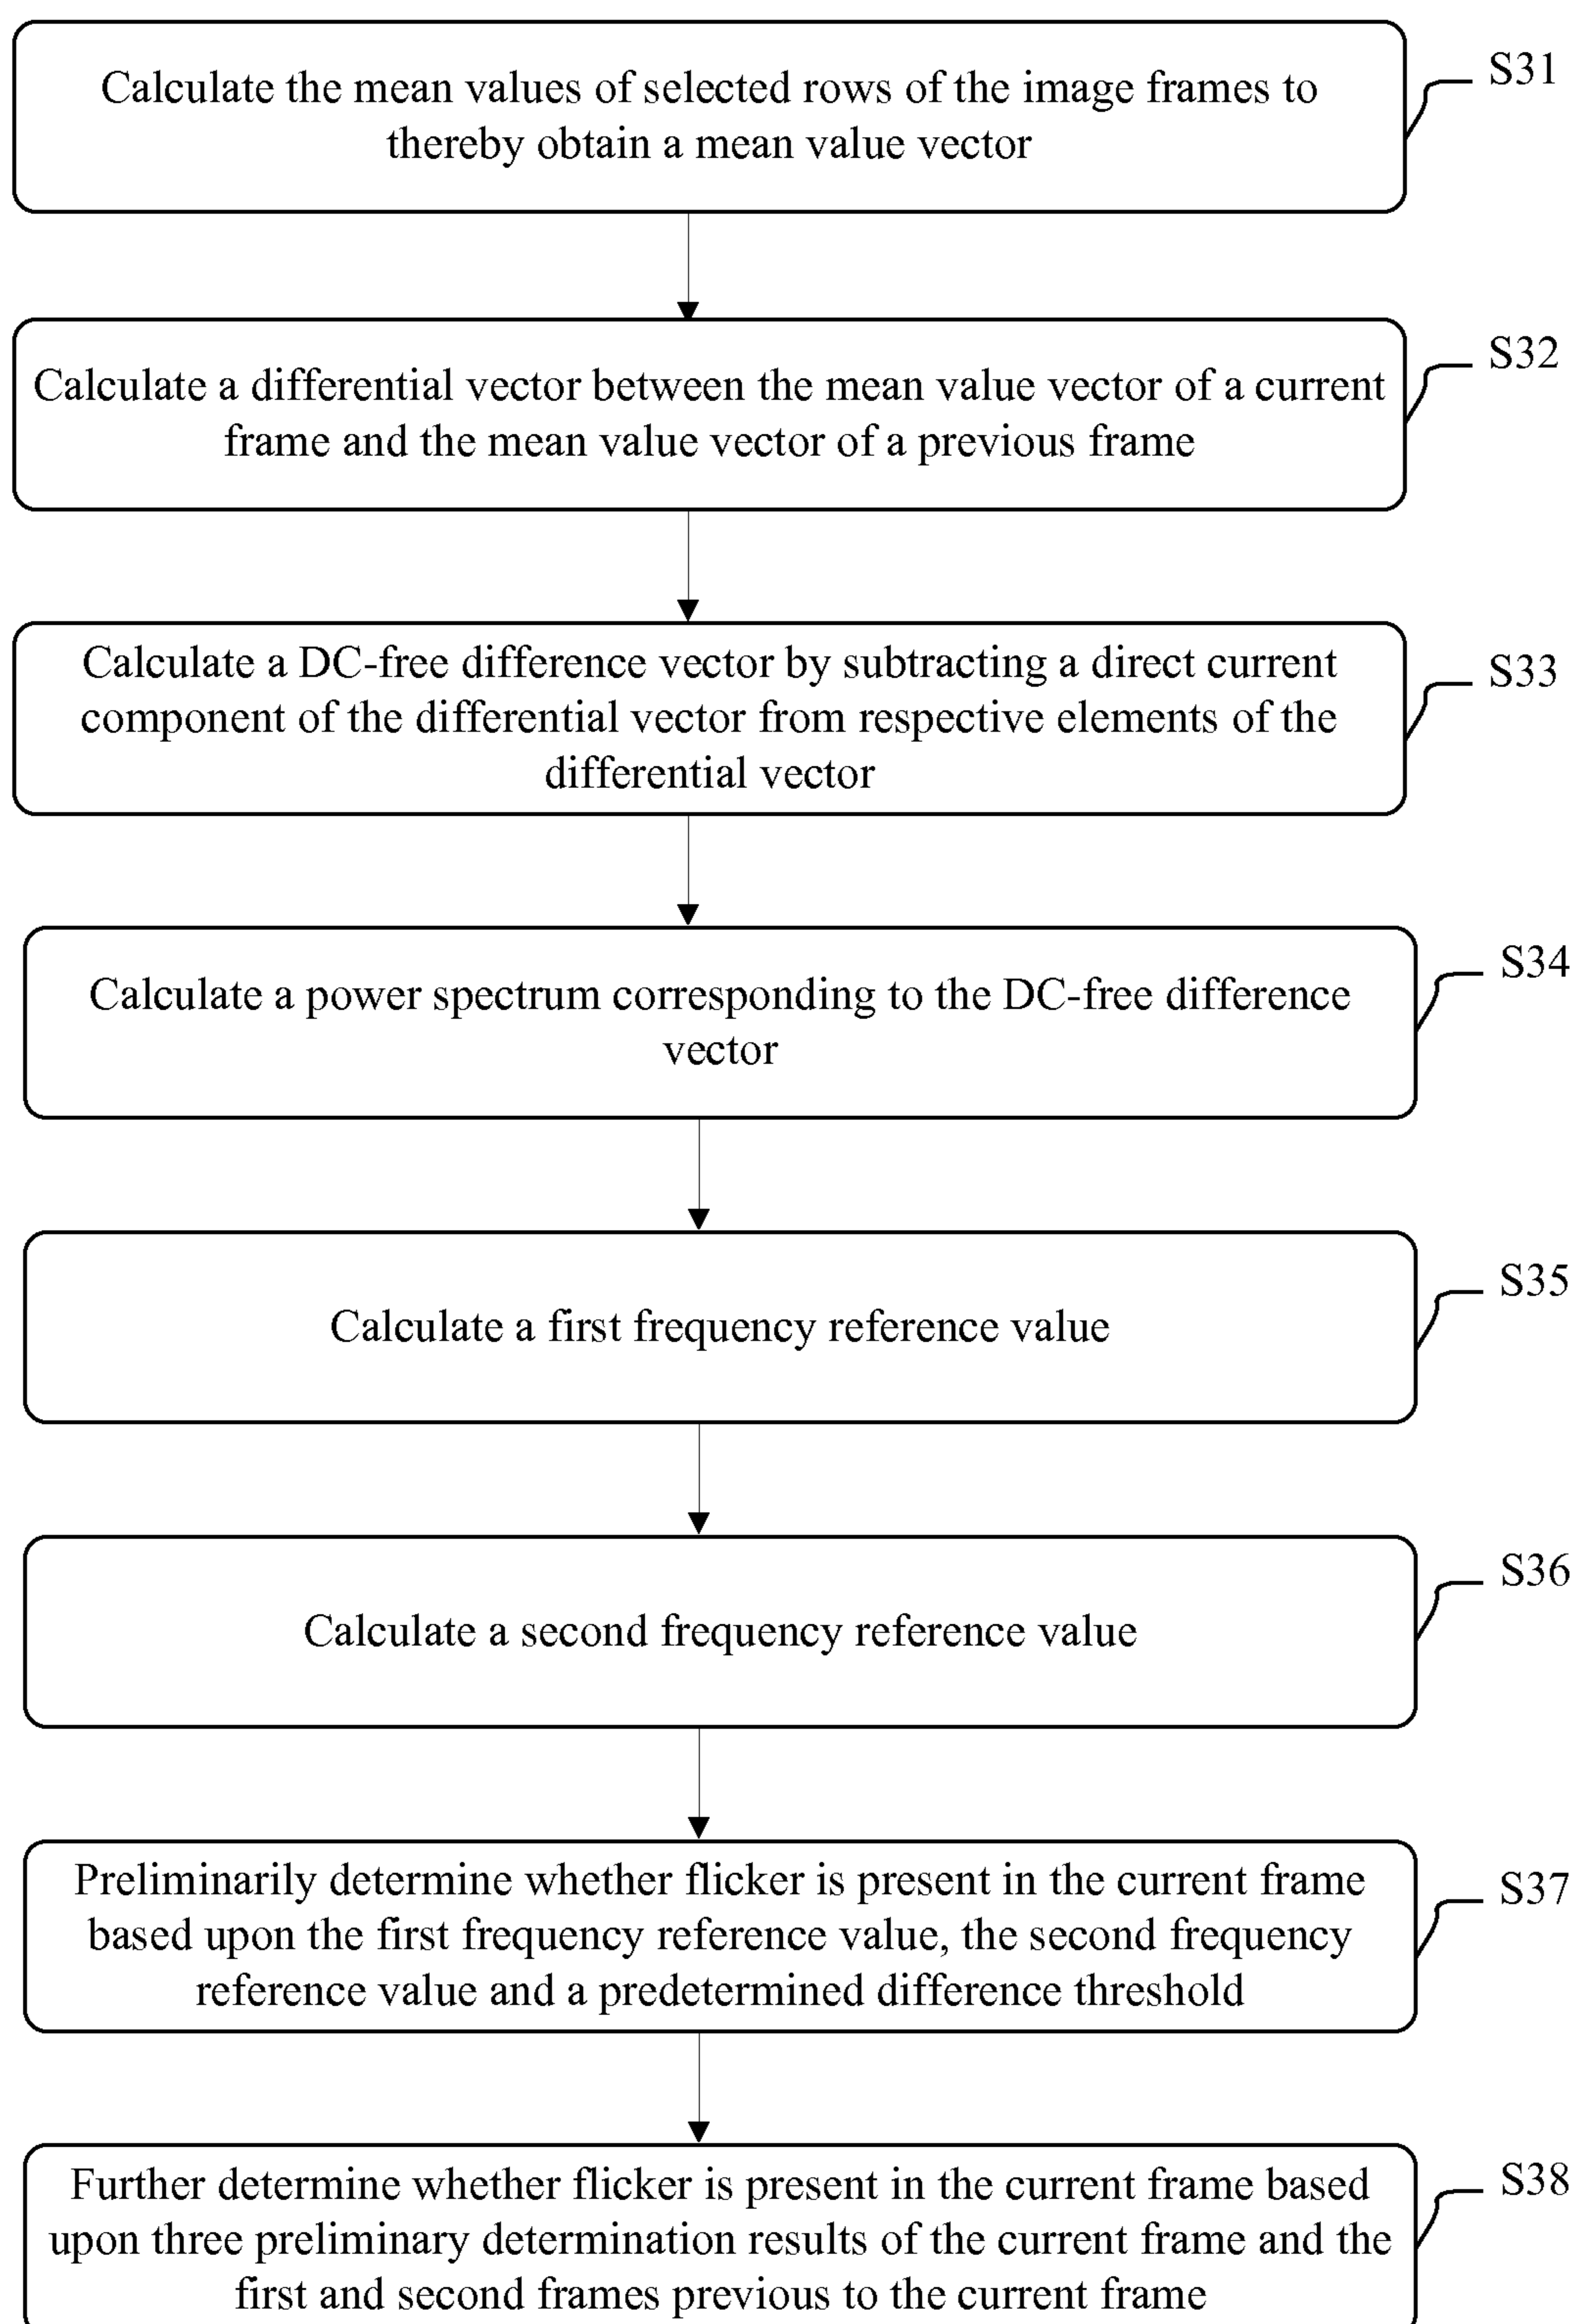 Calculate the mean values of selected rows of the image frames to
thereby obtain a mean value vector
S31
Calculate a differential vector between the mean value vector of a current
frame and the mean value vector of a previous frame
S32
Calculate a DC-free difference vector by subtracting a direct current
component of the differential vector from respective elements of the
differential vector
S33
Calculate a power spectrum corresponding to the DC-free difference
vector
S34
Calculate a first frequency reference value
S35
Calculate a second frequency reference value
S36
Preliminarily determine whether flicker is present in the current frame
based upon the first frequency reference value, the second frequency
reference value and a predetermined difference threshold
S37
Further determine whether flicker is present in the current frame based
upon three preliminary determination results of the current frame and the
first and second frames previous to the current frame
S38